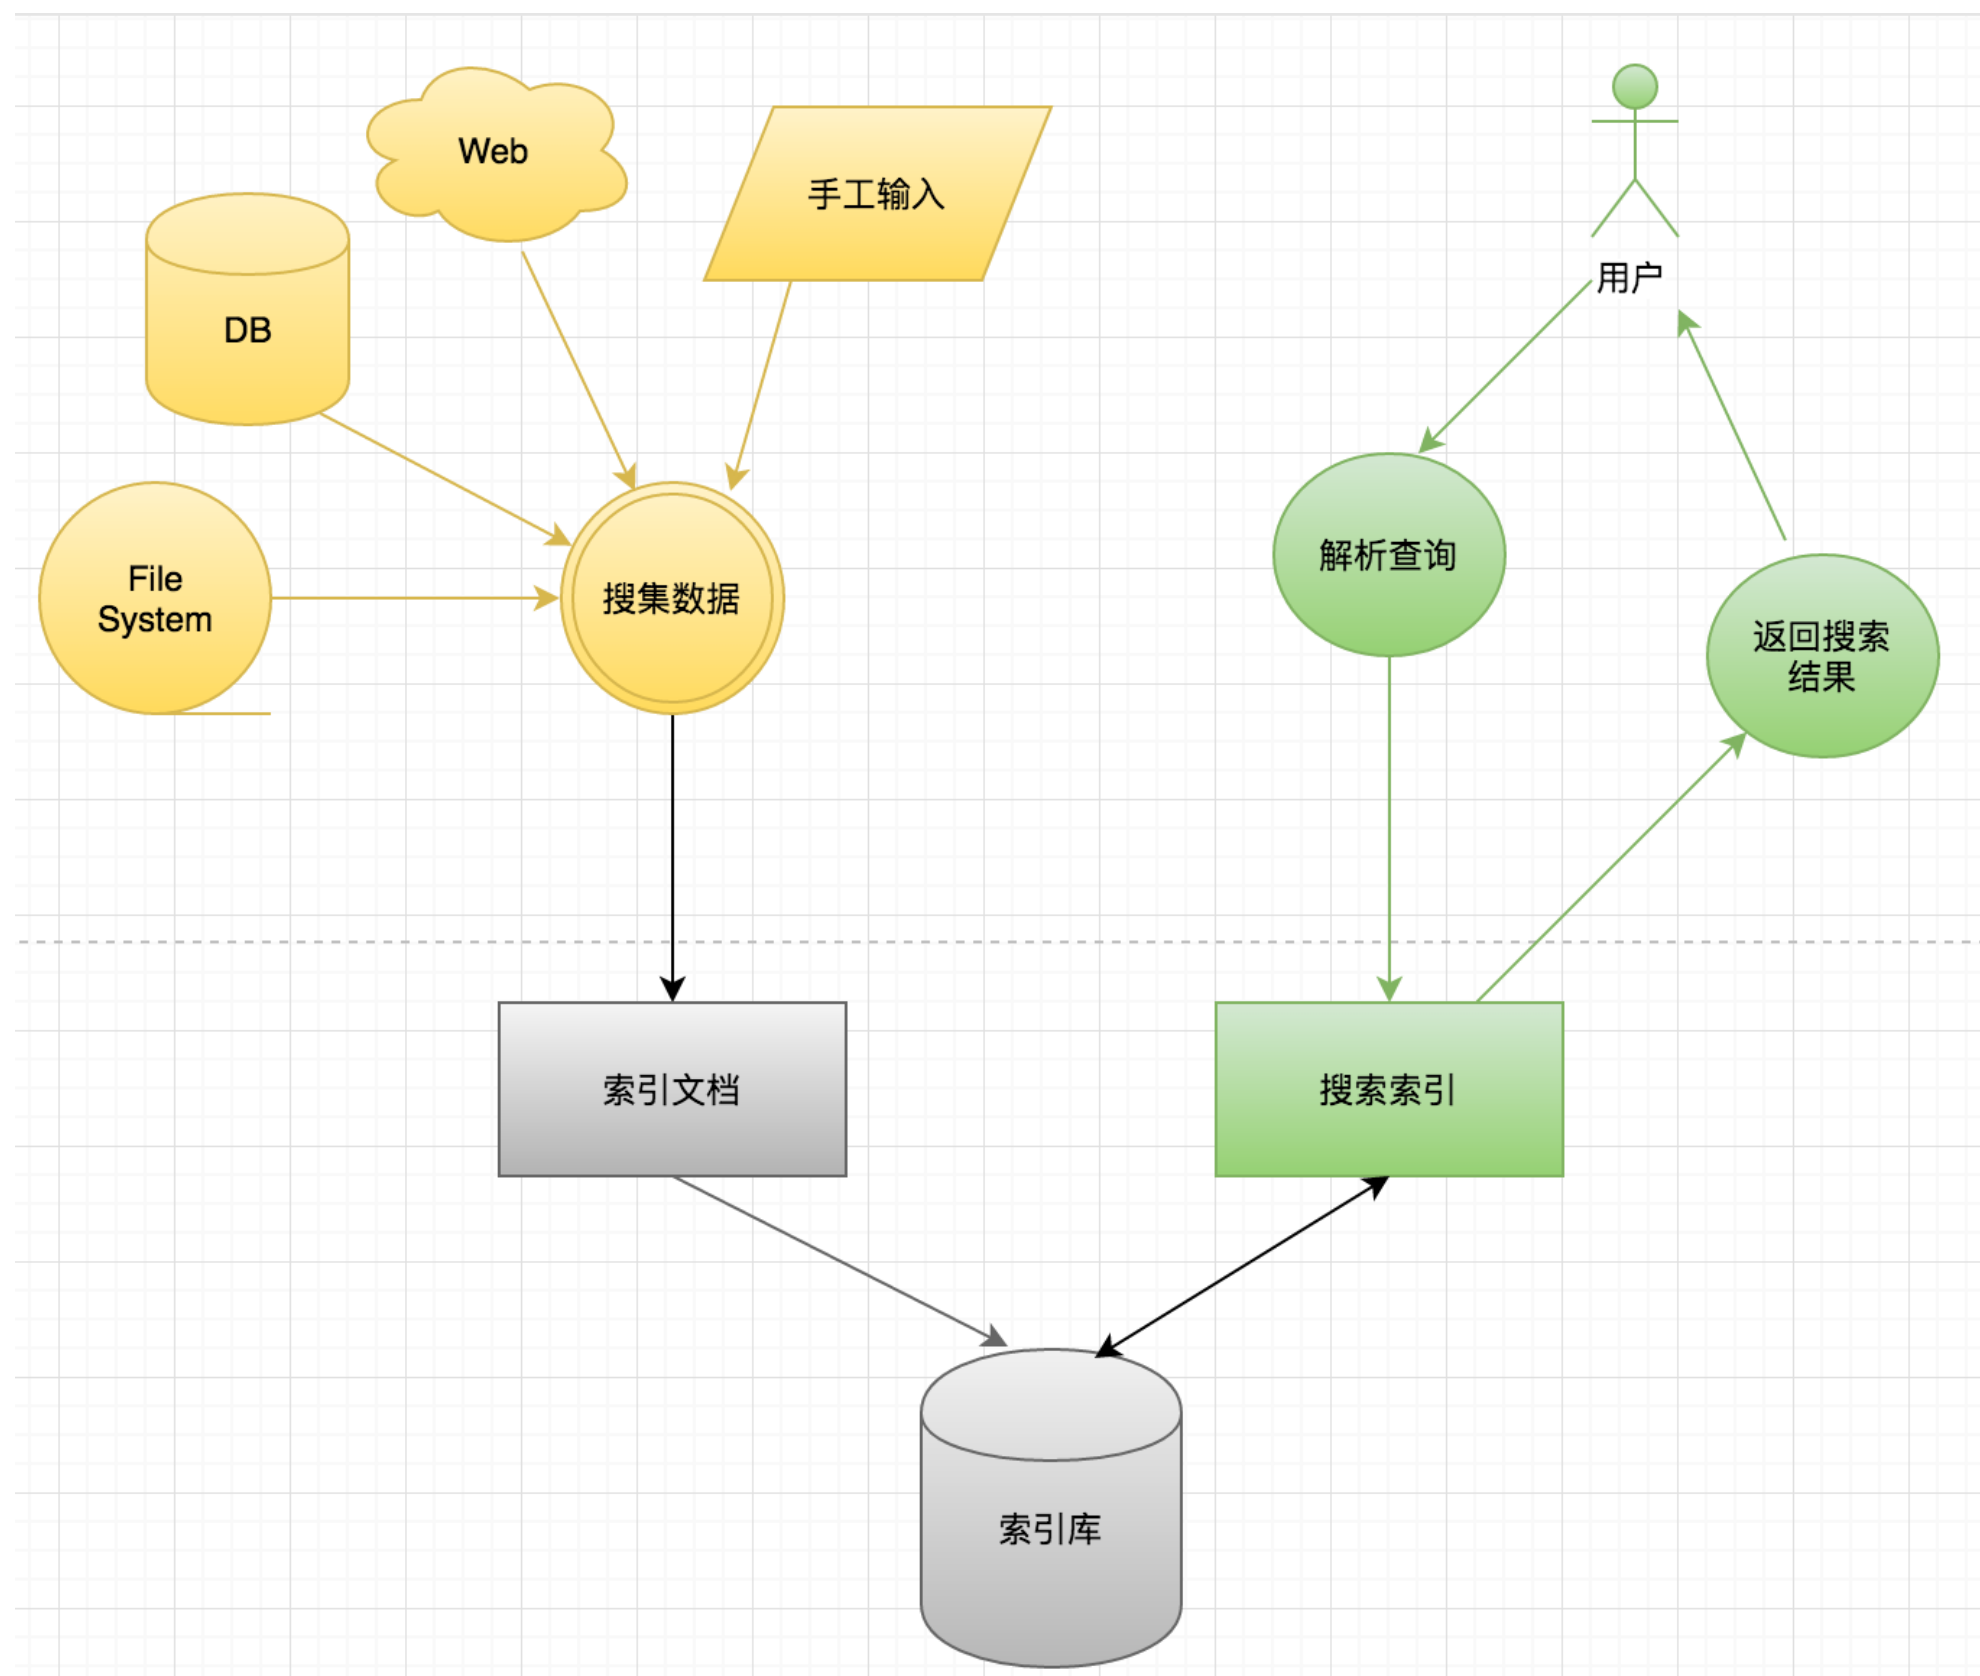 Web
手工输入
DB
用户
File
System
搜集数据
解析查询
返回搜索
结果
索引文档
搜索索引
索引库